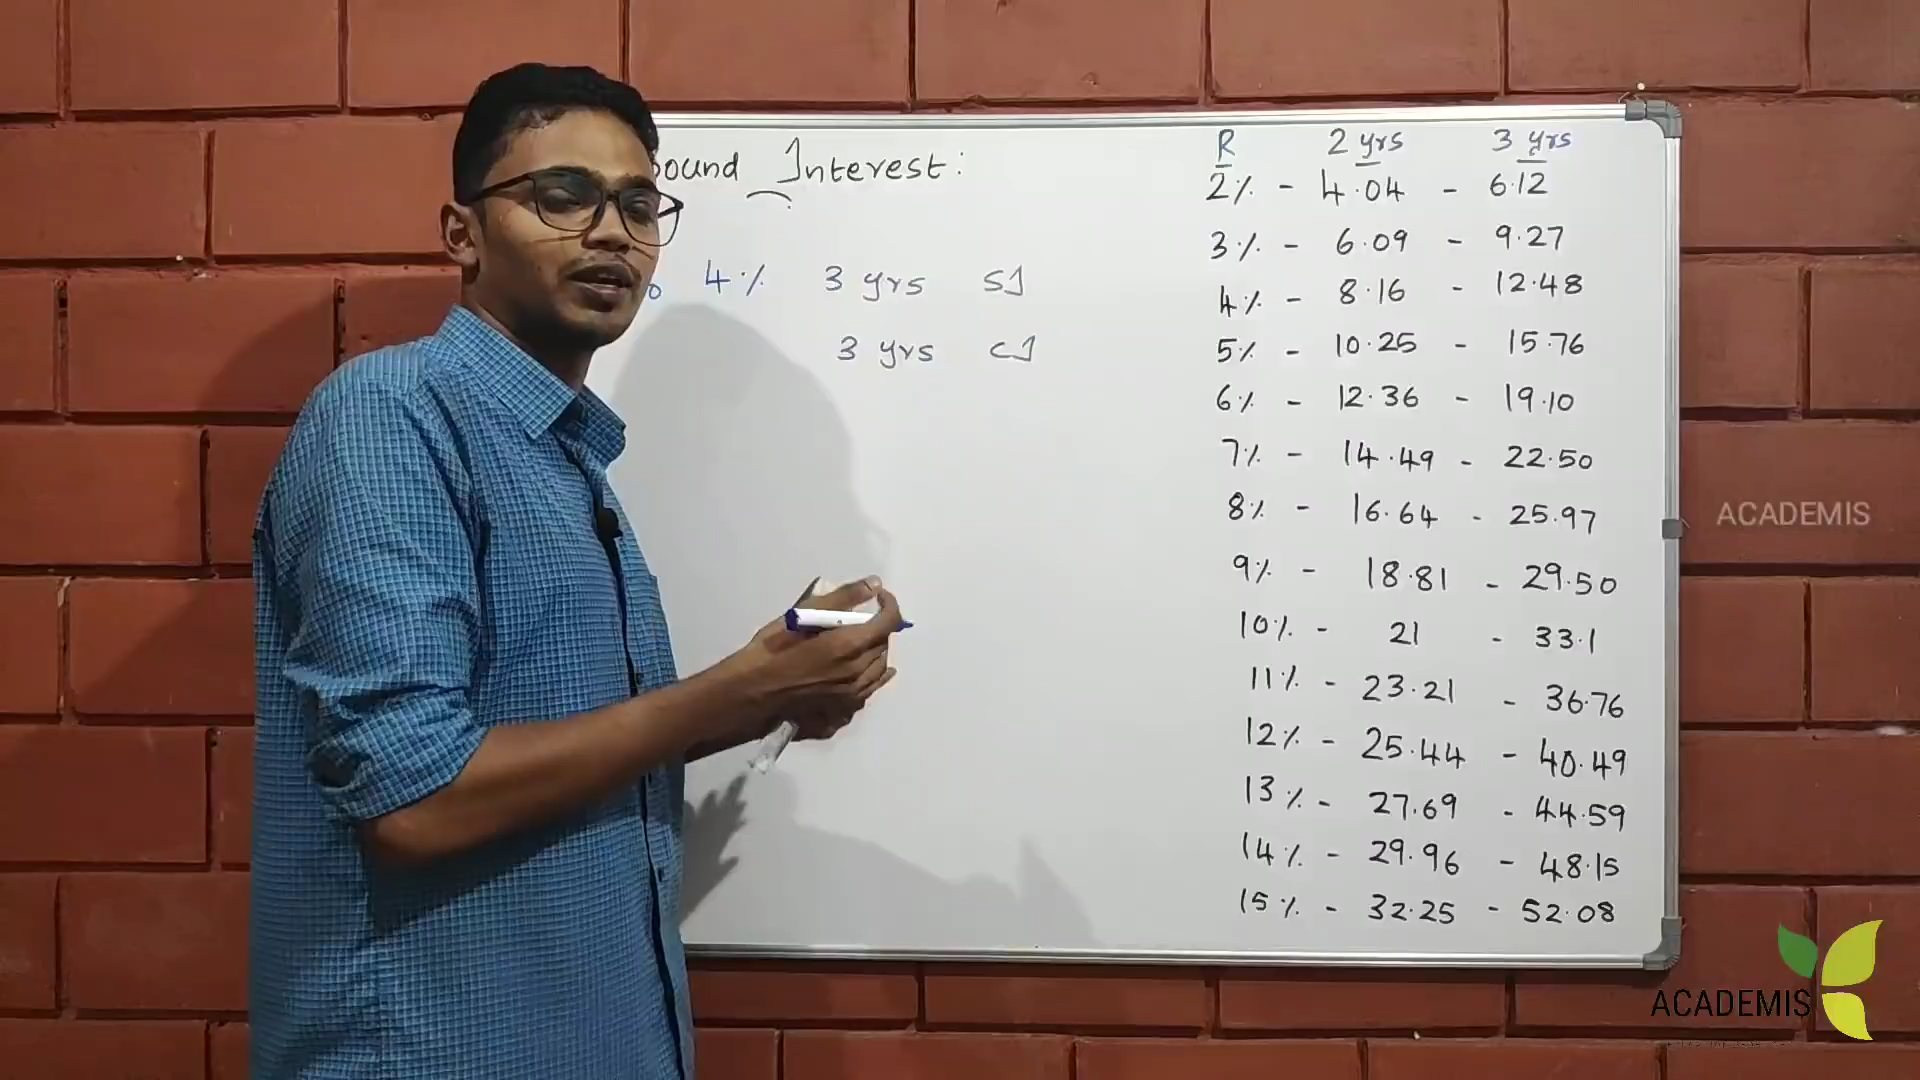 Interest:
4% 3 yrs SI
3 yrs CI
R 2 yrs 3 yrs
2% - 4.04 - 6.12
3% - 6.09 - 9.27
4% - 8.16 - 12.48
5% - 10.25 - 15.76
6% - 12.36 - 19.10
7% - 14.49 - 22.50
8% - 16.64 - 25.97
9% - 18.81 - 29.50
10% - 21 - 33.1
11% - 23.21 - 36.76
12% - 25.44 - 40.49
13% - 27.69 - 44.59
14% - 29.96 - 48.15
15% - 32.25 - 52.08
ACADEMIS
ACADEMIS